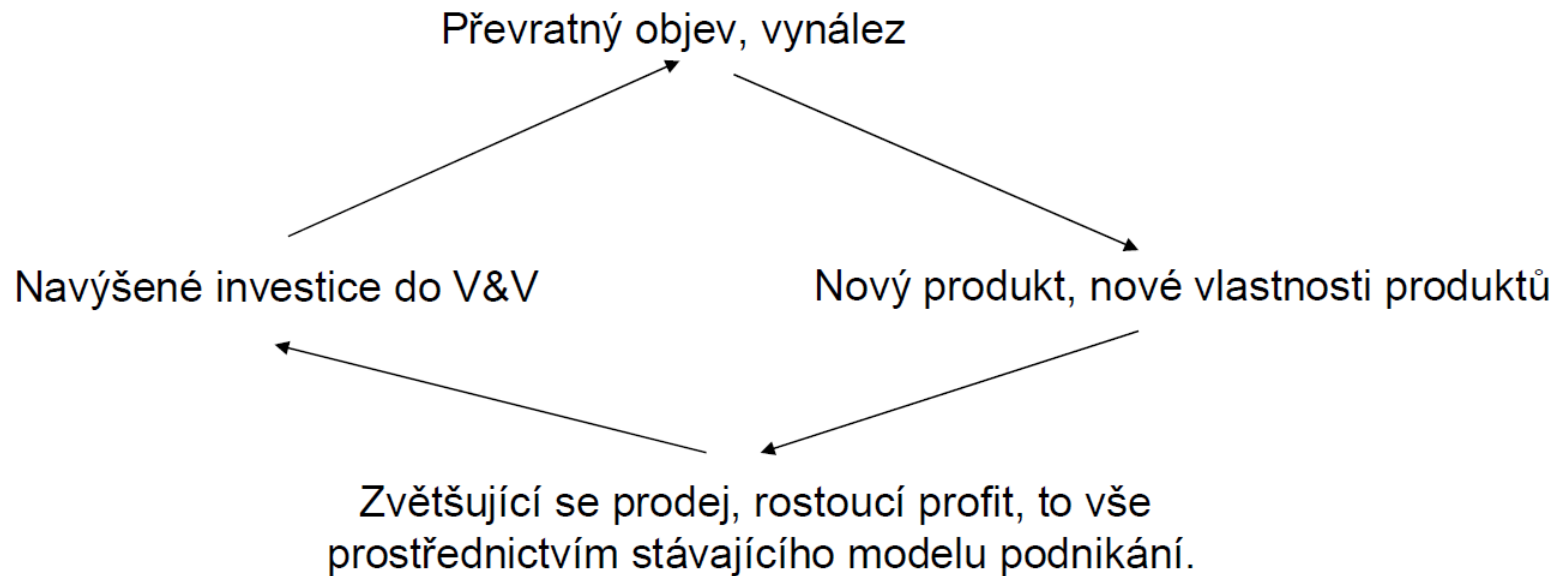 Převratný objev, vynález
Navýšené investice do V&V
Nový produkt, nové vlastnosti produktů
Zvětšující se prodej, rostoucí profit, to vše
prostřednictvím stávajícího modelu podnikání.